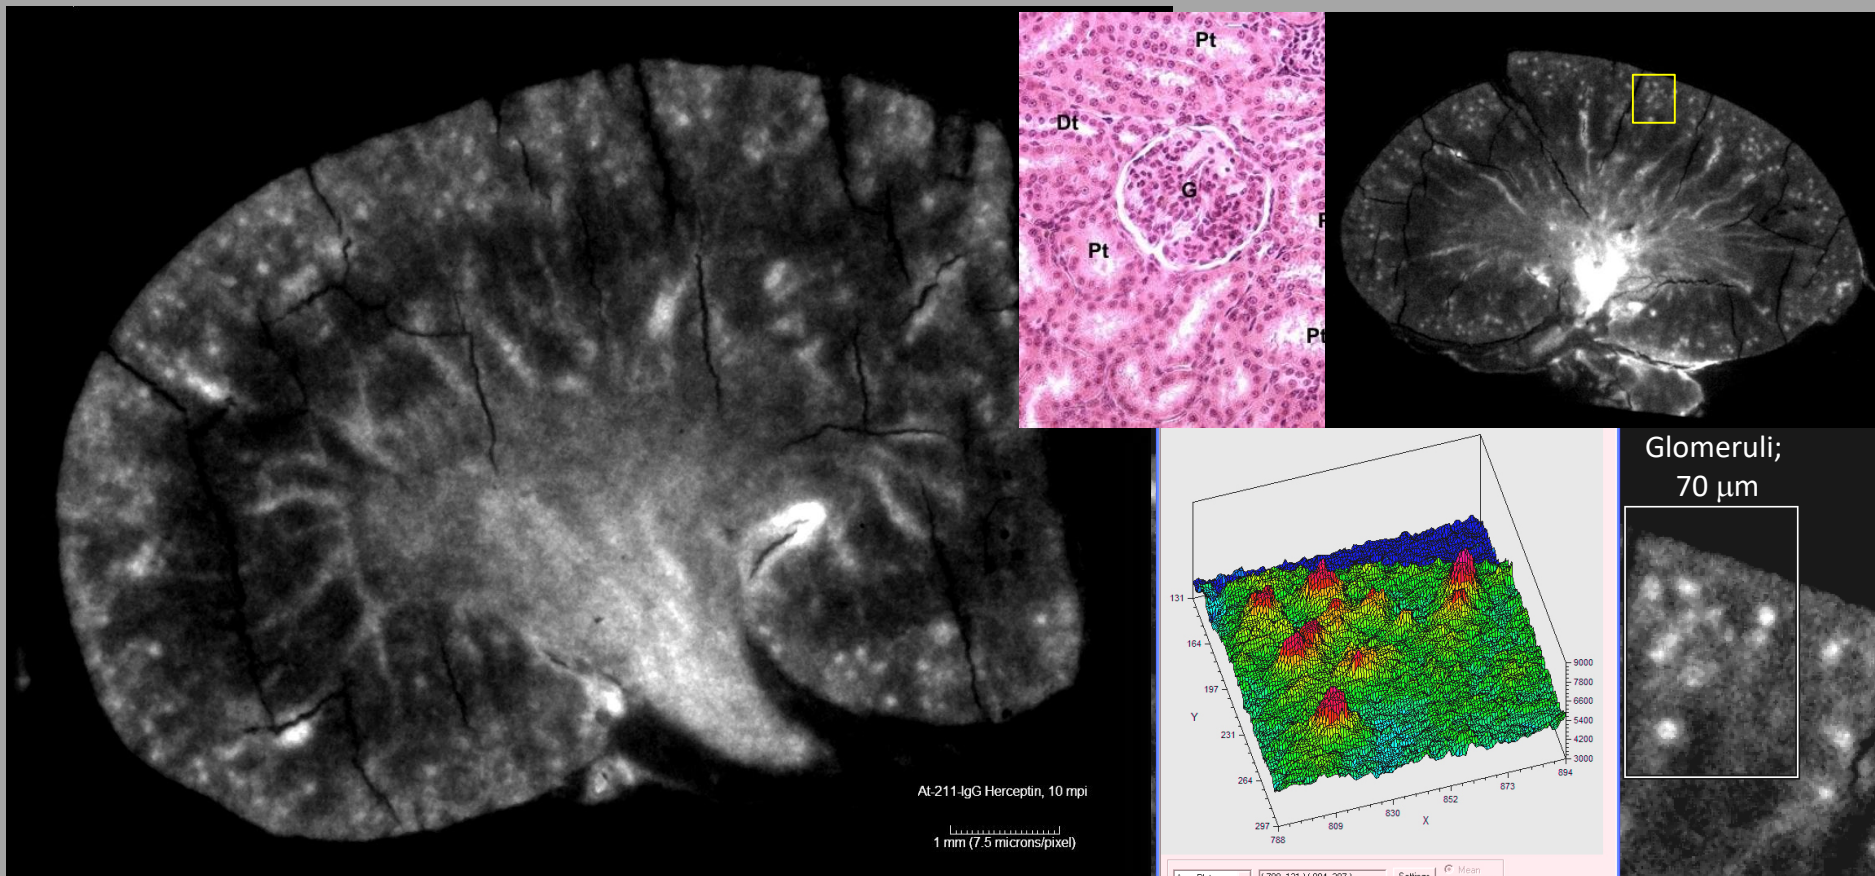 Pt
Dt
G
Pt
Pt
Glomeruli;
70 µm
131
164
197
Y
231
264
297
788
809
830
X
852
873
894
9000
7800
6600
5400
4200
3000
At-211-IgG Herceptin, 10 mpi
1 mm (7.5 microns/pixel)
Mean